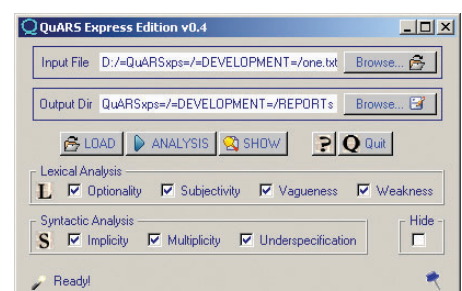 QuARS Express Edition v0.4
Input File D:/=QuARSxps=/=DEVELOPMENT=/one.txt Browse...
Output Dir QuARSxps=/=DEVELOPMENT=/REPORTs Browse...
LOAD ANALYSIS SHOW ? Q Quit
Lexical Analysis
L Optionality Subjectivity Vagueness Weakness
Syntactic Analysis Hide
S Implicity Multiplicity Underspecification
Ready!